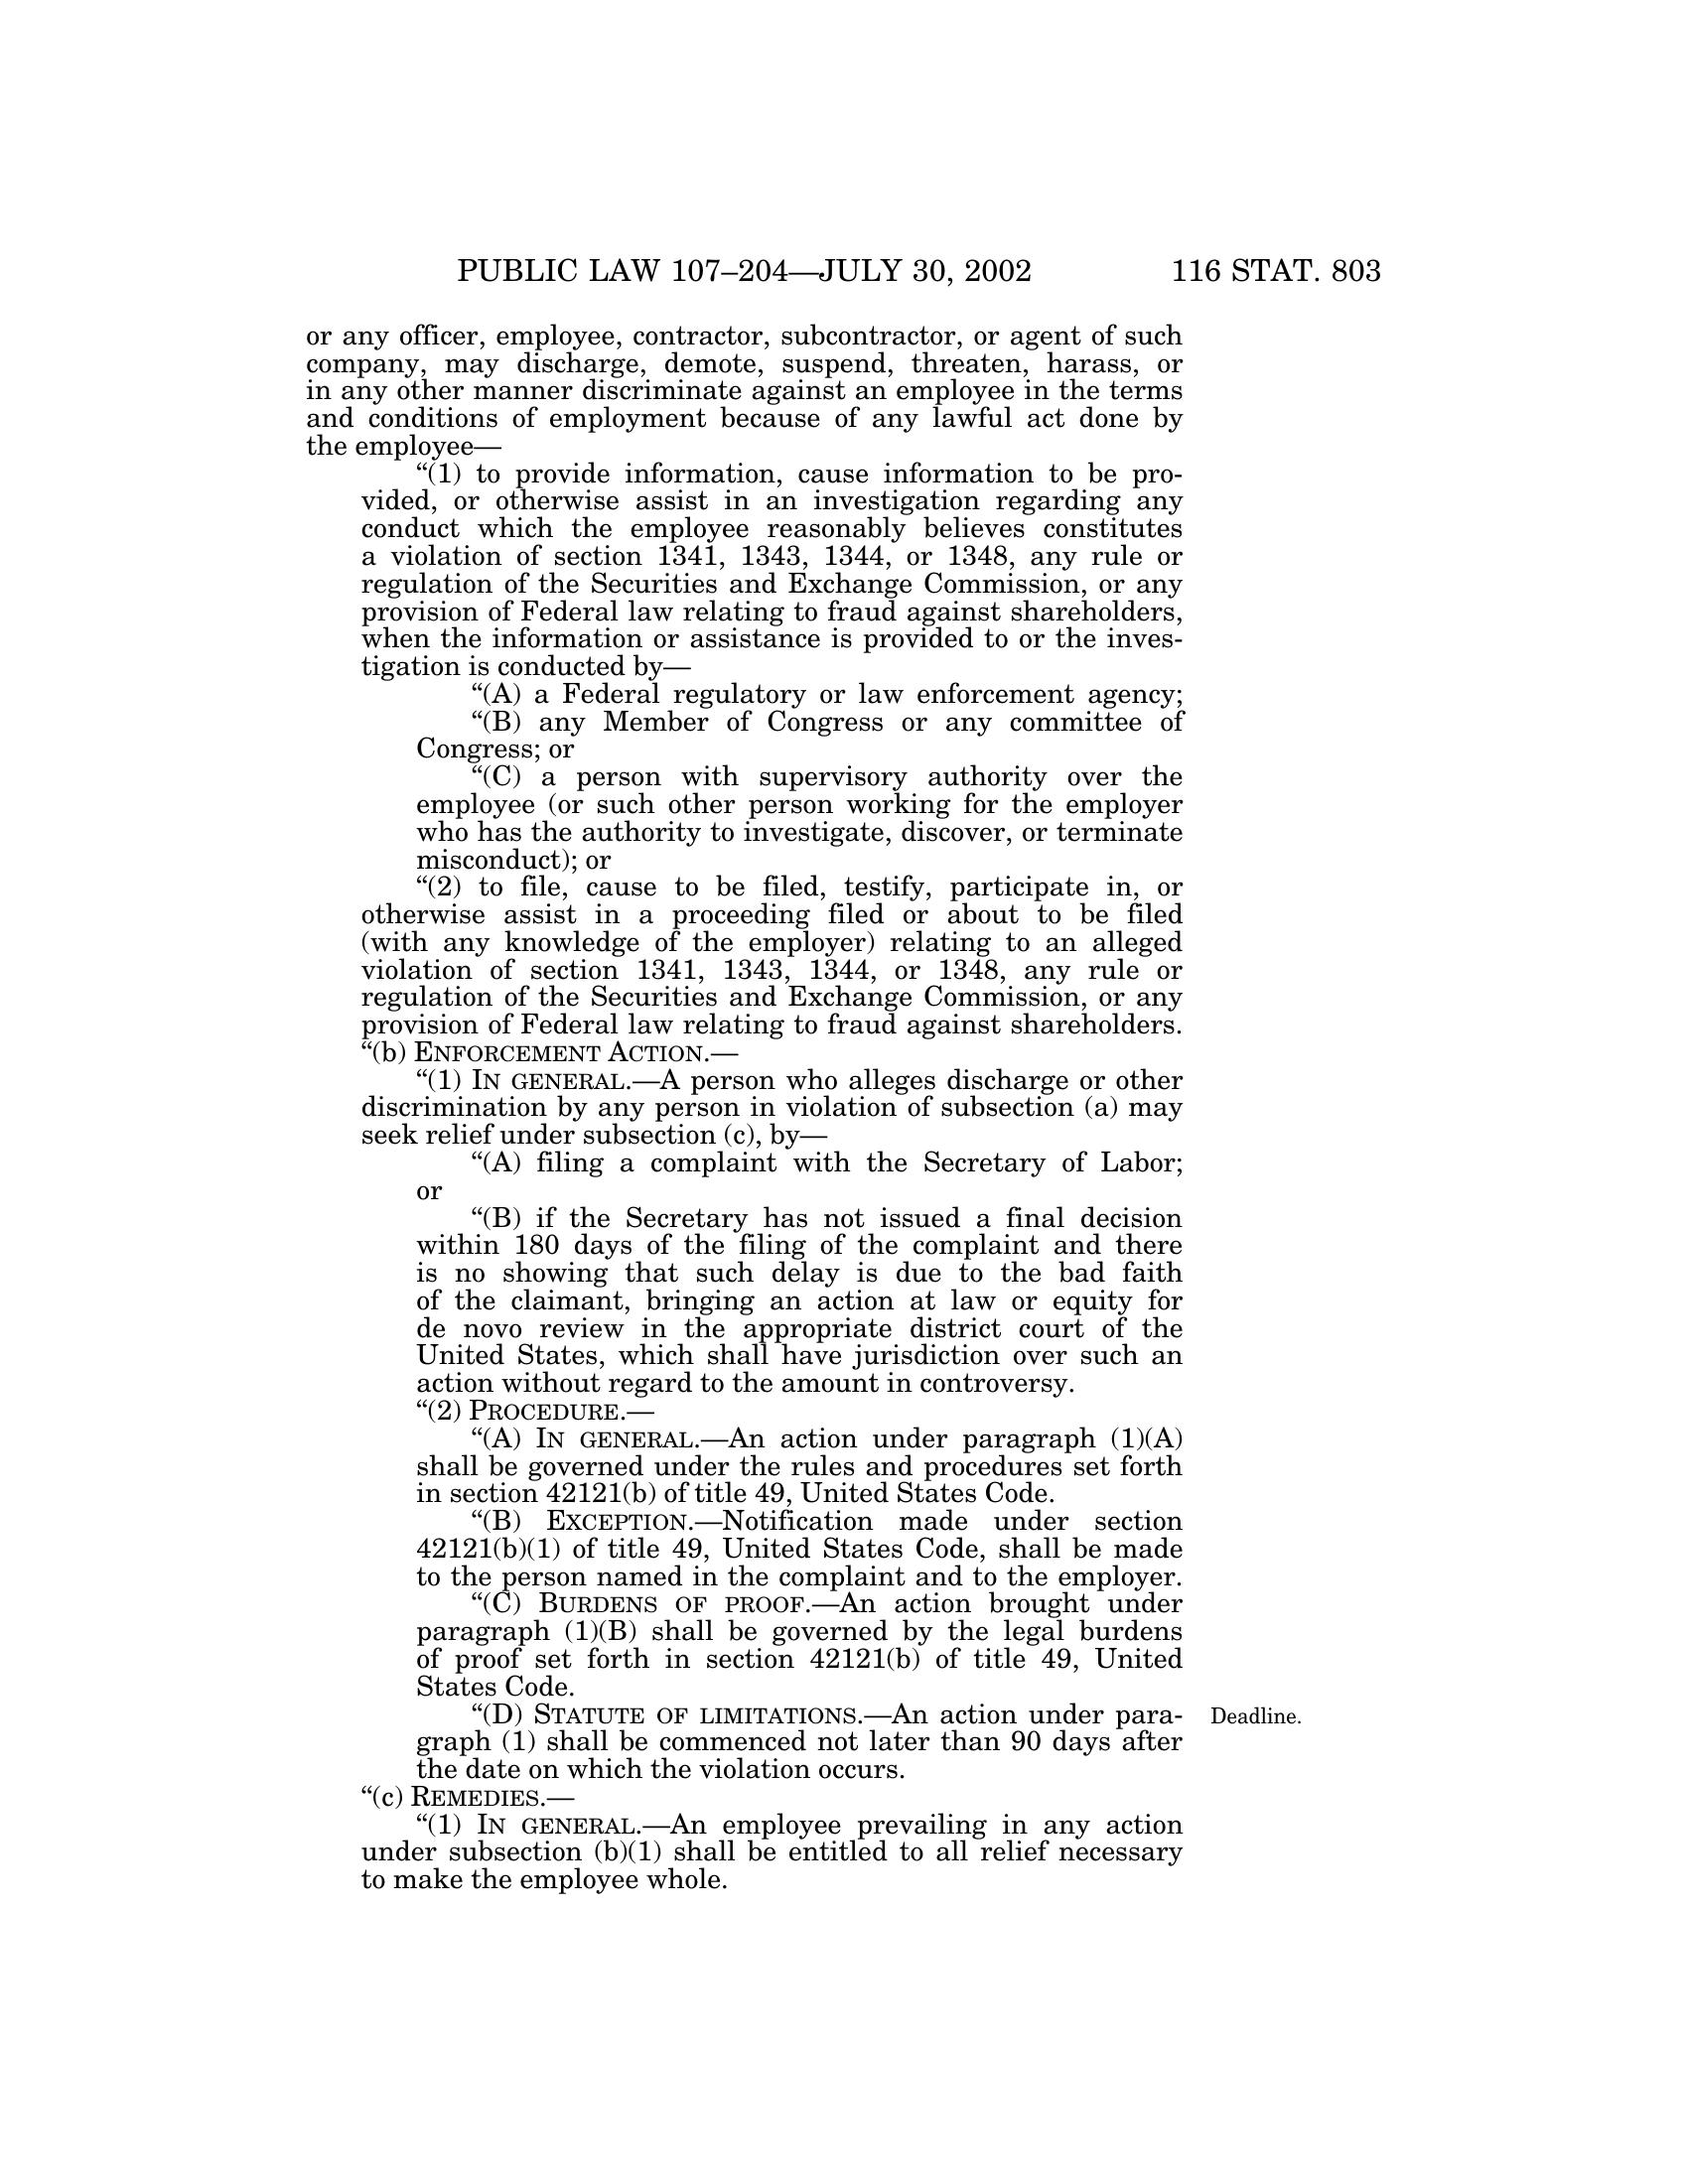 PUBLIC LAW 107–204—JULY 30, 2002 116 STAT. 803
or any officer, employee, contractor, subcontractor, or agent of such
company, may discharge, demote, suspend, threaten, harass, or
in any other manner discriminate against an employee in the terms
and conditions of employment because of any lawful act done by
the employee—
“(1) to provide information, cause information to be pro-
vided, or otherwise assist in an investigation regarding any
conduct which the employee reasonably believes constitutes
a violation of section 1341, 1343, 1344, or 1348, any rule or
regulation of the Securities and Exchange Commission, or any
provision of Federal law relating to fraud against shareholders,
when the information or assistance is provided to or the inves-
tigation is conducted by—
“(A) a Federal regulatory or law enforcement agency;
“(B) any Member of Congress or any committee of
Congress; or
“(C) a person with supervisory authority over the
employee (or such other person working for the employer
who has the authority to investigate, discover, or terminate
misconduct); or
“(2) to file, cause to be filed, testify, participate in, or
otherwise assist in a proceeding filed or about to be filed
(with any knowledge of the employer) relating to an alleged
violation of section 1341, 1343, 1344, or 1348, any rule or
regulation of the Securities and Exchange Commission, or any
provision of Federal law relating to fraud against shareholders.
“(b) ENFORCEMENT ACTION.—
“(1) IN GENERAL.—A person who alleges discharge or other
discrimination by any person in violation of subsection (a) may
seek relief under subsection (c), by—
“(A) filing a complaint with the Secretary of Labor;
or
“(B) if the Secretary has not issued a final decision
within 180 days of the filing of the complaint and there
is no showing that such delay is due to the bad faith
of the claimant, bringing an action at law or equity for
de novo review in the appropriate district court of the
United States, which shall have jurisdiction over such an
action without regard to the amount in controversy.
“(2) PROCEDURE.—
“(A) IN GENERAL.—An action under paragraph (1)(A)
shall be governed under the rules and procedures set forth
in section 42121(b) of title 49, United States Code.
“(B) EXCEPTION.—Notification made under section
42121(b)(1) of title 49, United States Code, shall be made
to the person named in the complaint and to the employer.
“(C) BURDENS OF PROOF.—An action brought under
paragraph (1)(B) shall be governed by the legal burdens
of proof set forth in section 42121(b) of title 49, United
States Code.
“(D) STATUTE OF LIMITATIONS.—An action under para- Deadline.
graph (1) shall be commenced not later than 90 days after
the date on which the violation occurs.
“(c) REMEDIES.—
“(1) IN GENERAL.—An employee prevailing in any action
under subsection (b)(1) shall be entitled to all relief necessary
to make the employee whole.